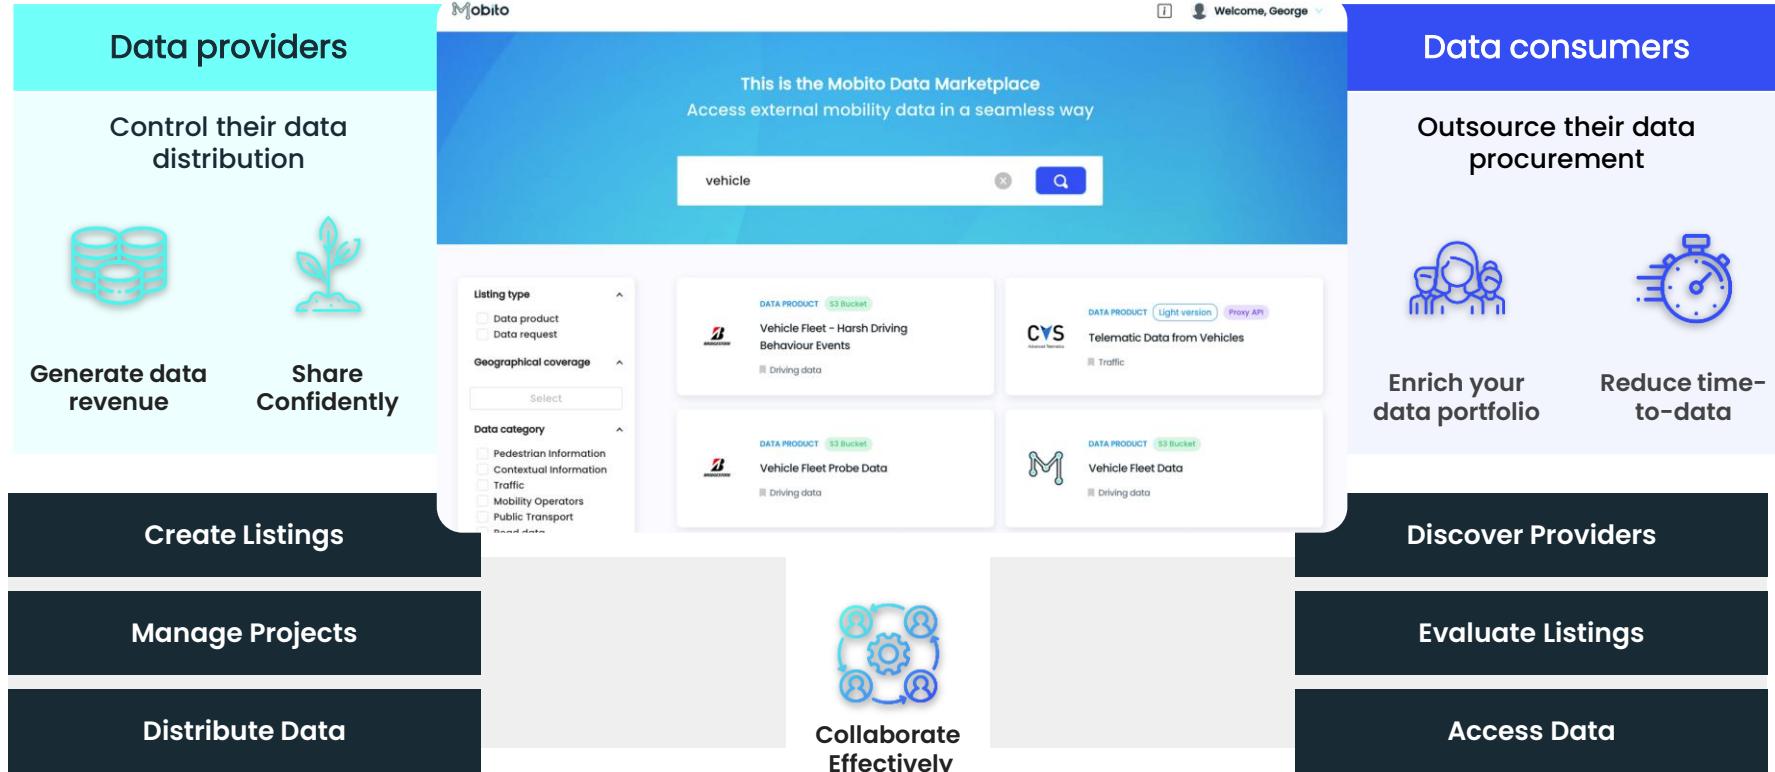 Data providers
Control their data
distribution
Generate data
revenue
Share
Confidently
Mobito
i
Welcome, George
This is the Mobito Data Marketplace
Access external mobility data in a seamless way
vehicle
Listing type
Data product
Data request
Geographical coverage
Select
Data category
Pedestrian Information
Contextual Information
Traffic
Mobility Operators
Public Transport
Road data
BRIDGESTONE
DATA PRODUCT S3 Bucket
Vehicle Fleet - Harsh Driving
Behaviour Events
Driving data
CVS
Advanced Telematics
DATA PRODUCT Light version Proxy API
Telematic Data from Vehicles
Traffic
BRIDGESTONE
DATA PRODUCT S3 Bucket
Vehicle Fleet Probe Data
Driving data
M
DATA PRODUCT S3 Bucket
Vehicle Fleet Data
Driving data
Data consumers
Outsource their data
procurement
Enrich your
data portfolio
Reduce time-
to-data
Create Listings
Manage Projects
Distribute Data
Collaborate
Effectively
Discover Providers
Evaluate Listings
Access Data